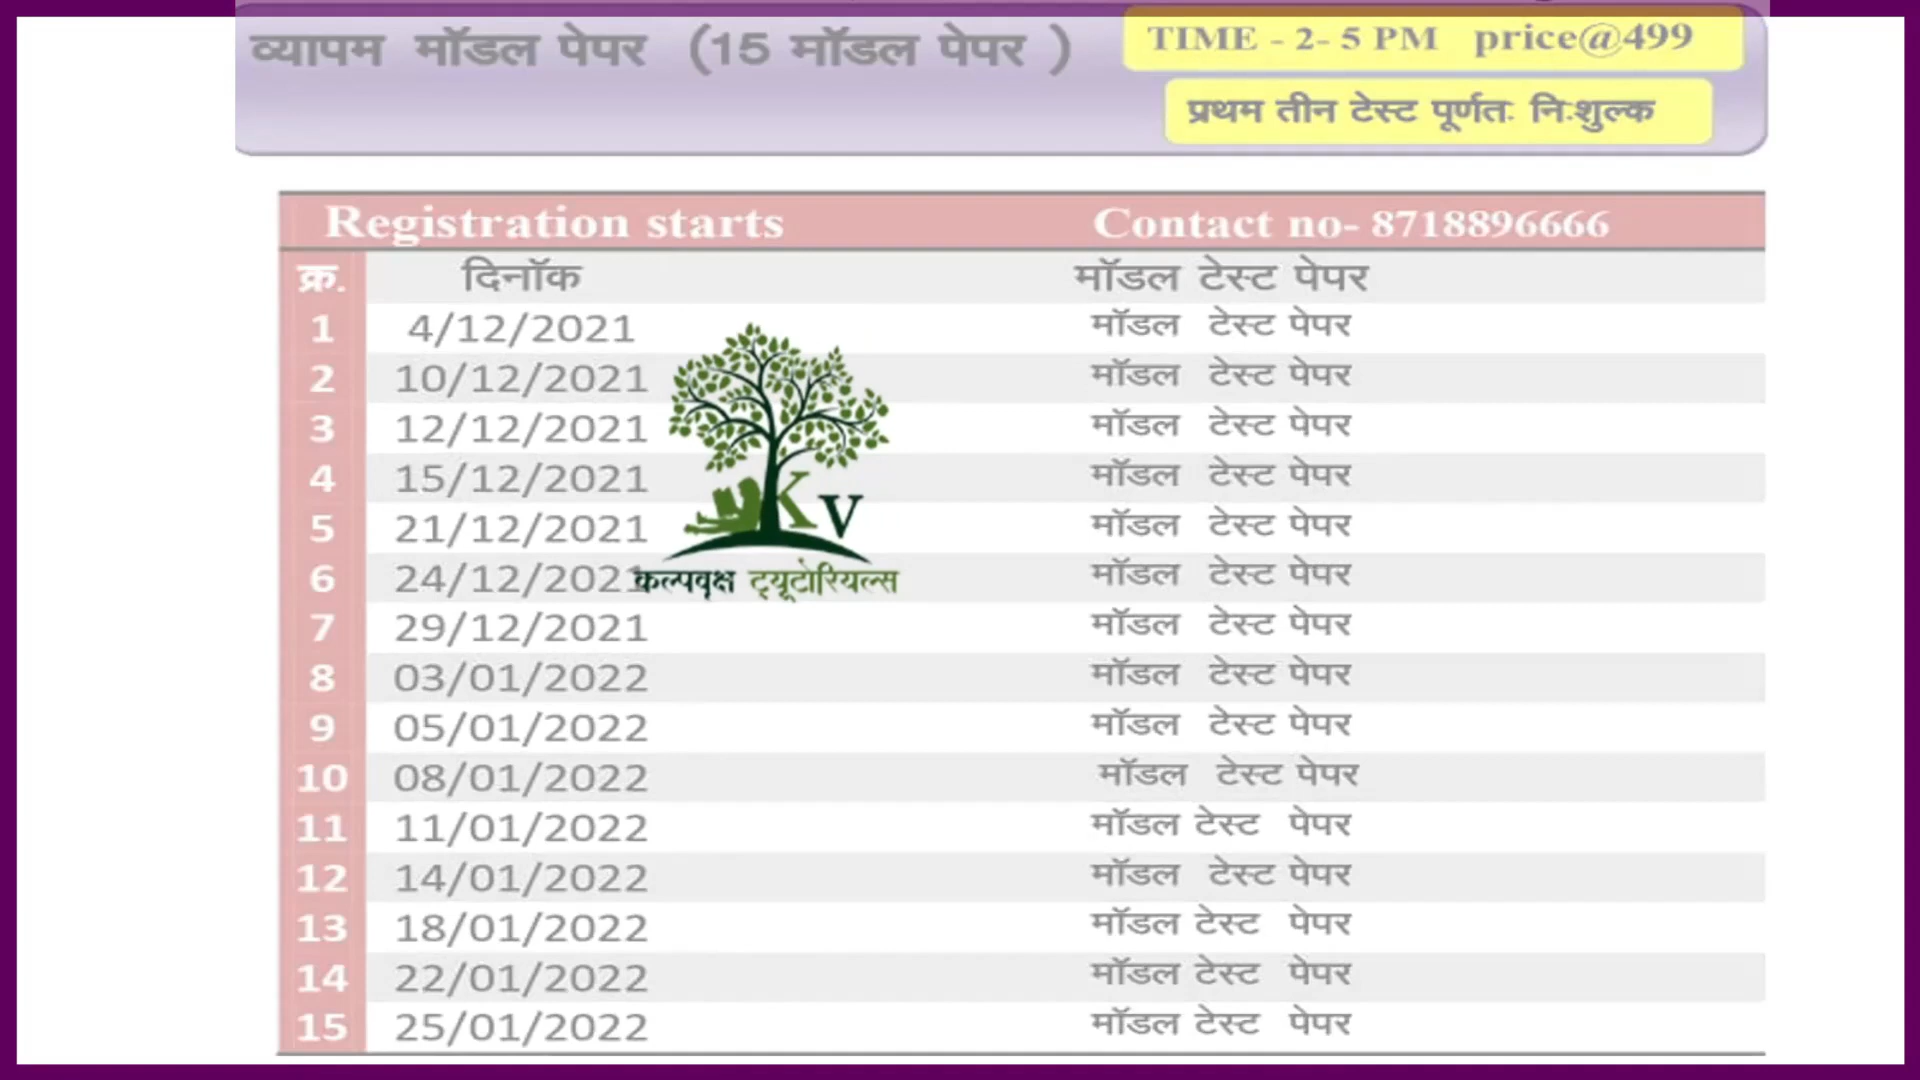 व्यापम मॉडल पेपर (15 मॉडल पेपर )
TIME - 2- 5 PM price@499
प्रथम तीन टेस्ट पूर्णतः निःशुल्क
Registration starts Contact no- 8718896666
क्र. दिनॉक मॉडल टेस्ट पेपर
1 4/12/2021 मॉडल टेस्ट पेपर
2 10/12/2021 मॉडल टेस्ट पेपर
3 12/12/2021 मॉडल टेस्ट पेपर
4 15/12/2021 मॉडल टेस्ट पेपर
5 21/12/2021 मॉडल टेस्ट पेपर
6 24/12/2021 मॉडल टेस्ट पेपर
7 29/12/2021 मॉडल टेस्ट पेपर
8 03/01/2022 मॉडल टेस्ट पेपर
9 05/01/2022 मॉडल टेस्ट पेपर
10 08/01/2022 मॉडल टेस्ट पेपर
11 11/01/2022 मॉडल टेस्ट पेपर
12 14/01/2022 मॉडल टेस्ट पेपर
13 18/01/2022 मॉडल टेस्ट पेपर
14 22/01/2022 मॉडल टेस्ट पेपर
15 25/01/2022 मॉडल टेस्ट पेपर
KV
कल्पवृक्ष ट्यूटोरियल्स